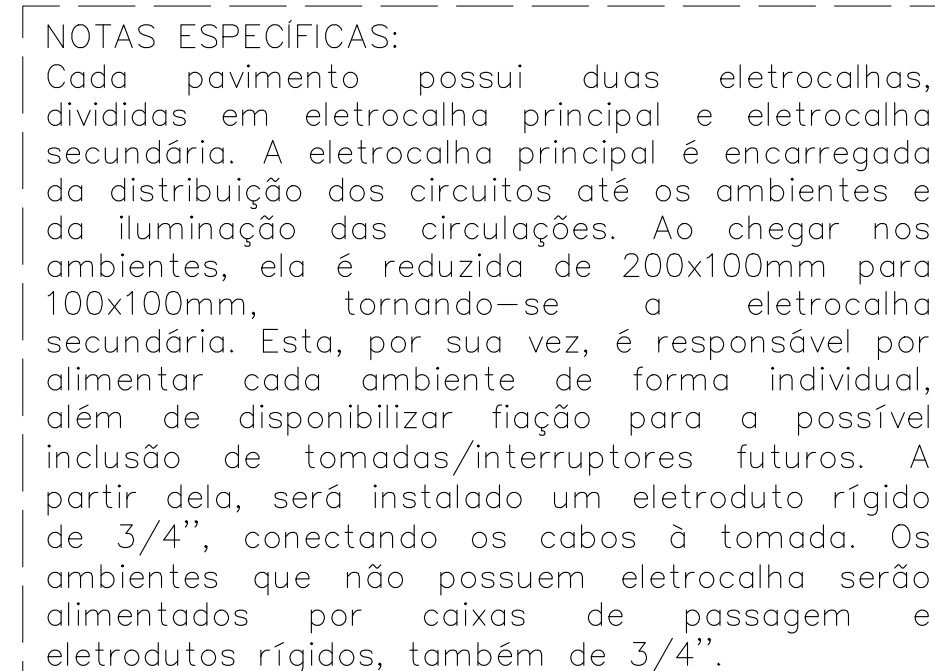 NOTAS ESPECÍFICAS:
Cada pavimento possui duas eletrocalhas,
divididas em eletrocalha principal e eletrocalha
secundária. A eletrocalha principal é encarregada
da distribuição dos circuitos até os ambientes e
da iluminação das circulações. Ao chegar nos
ambientes, ela é reduzida de 200x100mm para
100x100mm, tornando-se a eletrocalha
secundária. Esta, por sua vez, é responsável por
alimentar cada ambiente de forma individual,
além de disponibilizar fiação para a possível
inclusão de tomadas/interruptores futuros. A
partir dela, será instalado um eletroduto rígido
de 3/4'', conectando os cabos à tomada. Os
ambientes que não possuem eletrocalha serão
alimentados por caixas de passagem e
eletrodutos rígidos, também de 3/4''.